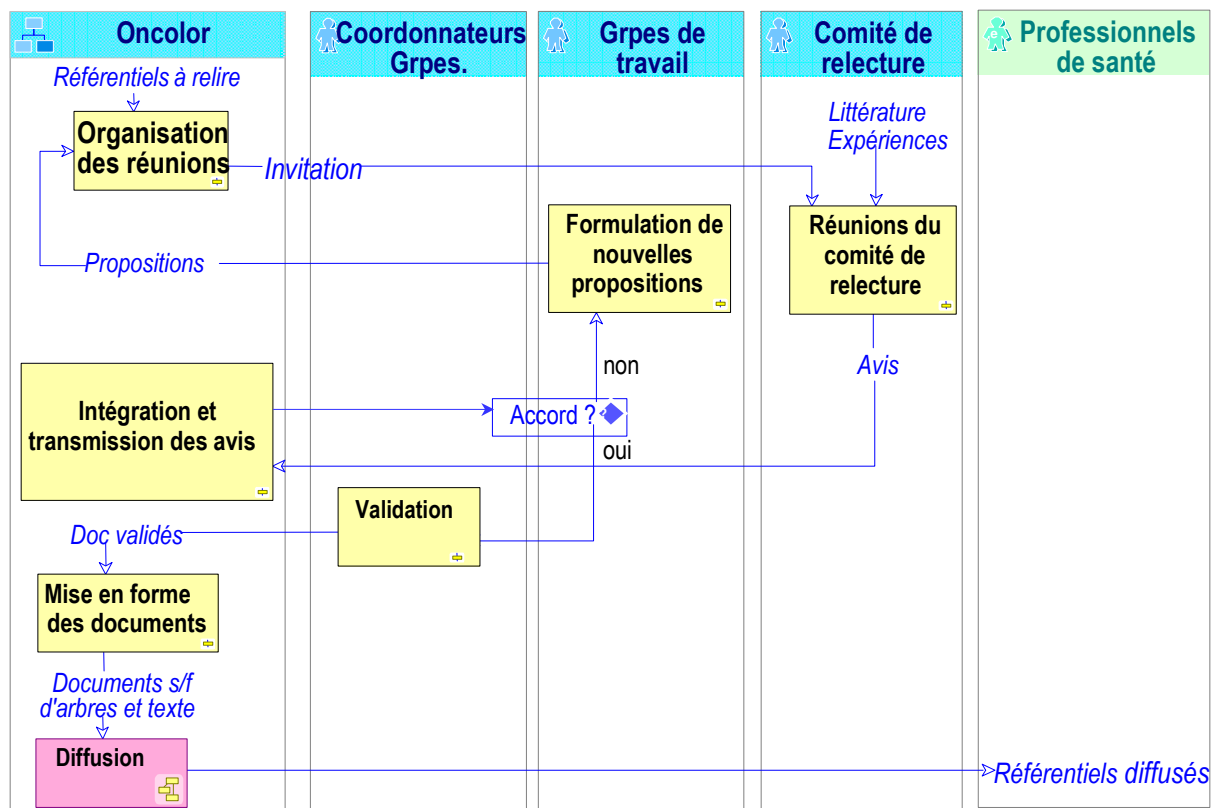 Oncolor
Coordonnateurs
Grpes.
Grpes de
travail
Comité de
relecture
Professionnels
de santé
Référentiels à relire
Organisation
des réunions
Invitation
Littérature
Expériences
Formulation de
nouvelles
propositions
Réunions du
comité de
relecture
Propositions
non
Avis
Intégration et
transmission des avis
Accord ?
oui
Validation
Doc validés
Mise en forme
des documents
Documents s/f
d'arbres et texte
Diffusion
Référentiels diffusés